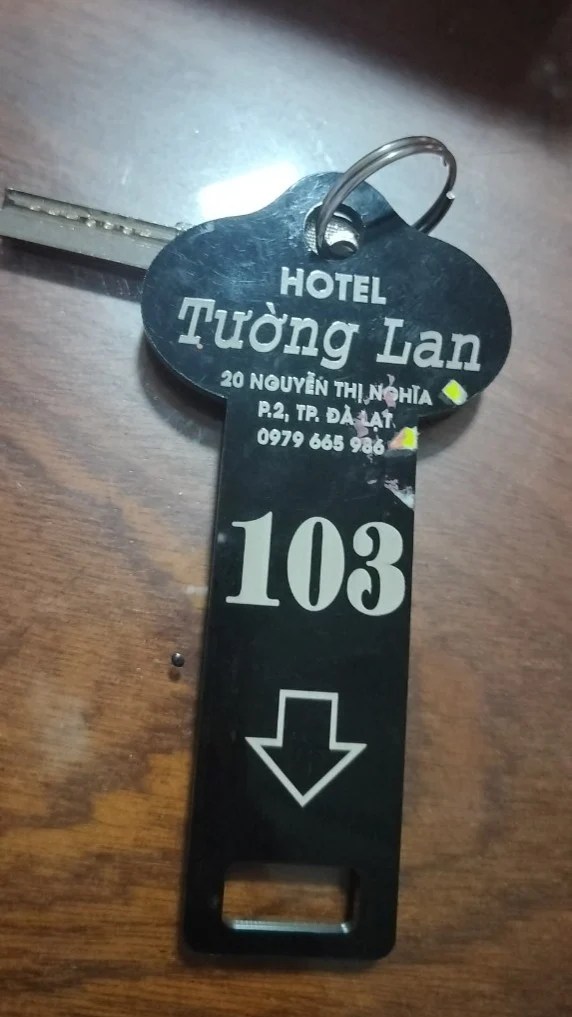 HOTEL
Tường Lan
20 NGUYỄN THỊ NGHĨA
P.2, TP. ĐÀ LẠT
0979 665 986
103